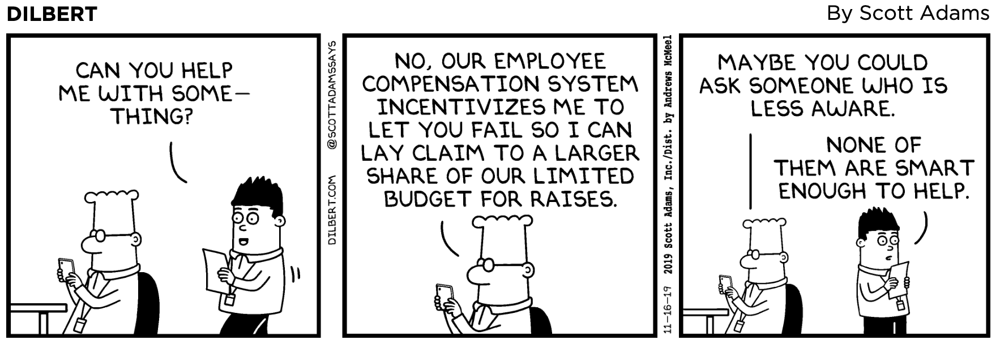 DILBERT
By Scott Adams
CAN YOU HELP
ME WITH SOME—
THING?
DILBERT.COM @SCOTTADAMSSAYS
NO, OUR EMPLOYEE
COMPENSATION SYSTEM
INCENTIVIZES ME TO
LET YOU FAIL SO I CAN
LAY CLAIM TO A LARGER
SHARE OF OUR LIMITED
BUDGET FOR RAISES.
11-16-19 2019 Scott Adams, Inc./Dist. by Andrews McMeel
MAYBE YOU COULD
ASK SOMEONE WHO IS
LESS AWARE.
NONE OF
THEM ARE SMART
ENOUGH TO HELP.